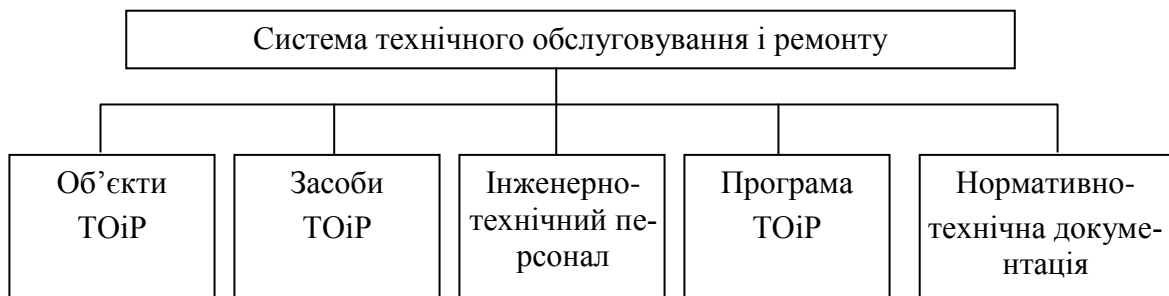 Система технічного обслуговування і ремонту
Об’єкти
ТОіР
Засоби
ТОіР
Інженерно-
технічний пе-
рсонал
Програма
ТОіР
Нормативно-
технічна докуме-
нтація